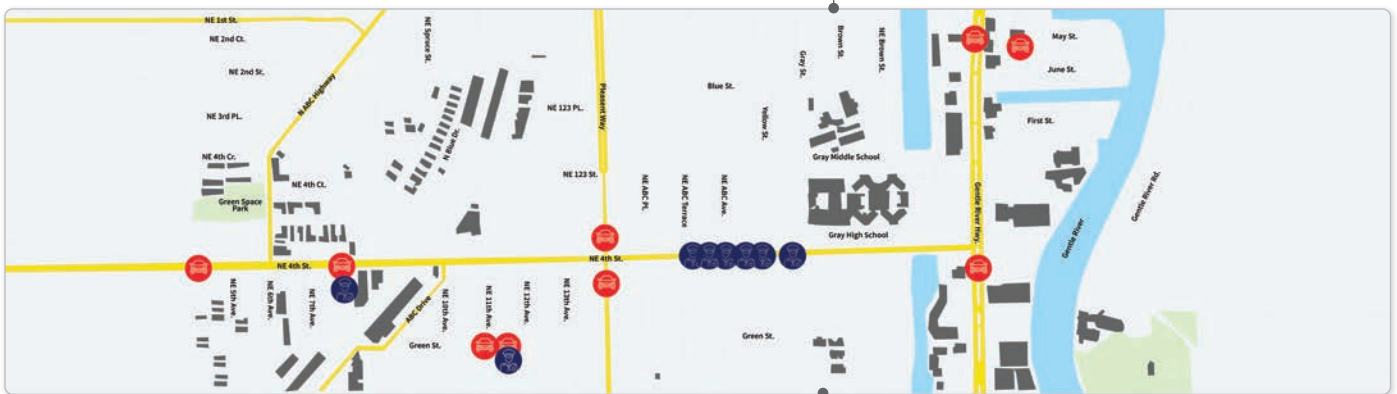 NE 1st St.
NE 2nd Ct.
NE 2nd St.
NE 3rd PL.
NE 4th Cr.
NE 4th Ct.
Green Space
Park
N ABC Highway
NE Spruce St.
N Blue Dr.
NE 123 PL.
NE 123 St.
Pleasent Way
Blue St.
Yellow St.
Gray St.
Brown St.
NE Brown St.
Gray Middle School
Gray High School
NE ABC PL.
NE ABC Terrace
NE ABC Ave.
Gentle River Hwy.
May St.
June St.
First St.
Gentle River
Gentle River Rd.
NE 4th St.
NE 4th St.
NE 5th Ave.
NE 6th Ave.
NE 7th Ave.
ABC Drive
NE 10th Ave.
NE 11th Ave.
NE 12th Ave.
NE 13th Ave.
Green St.
Green St.